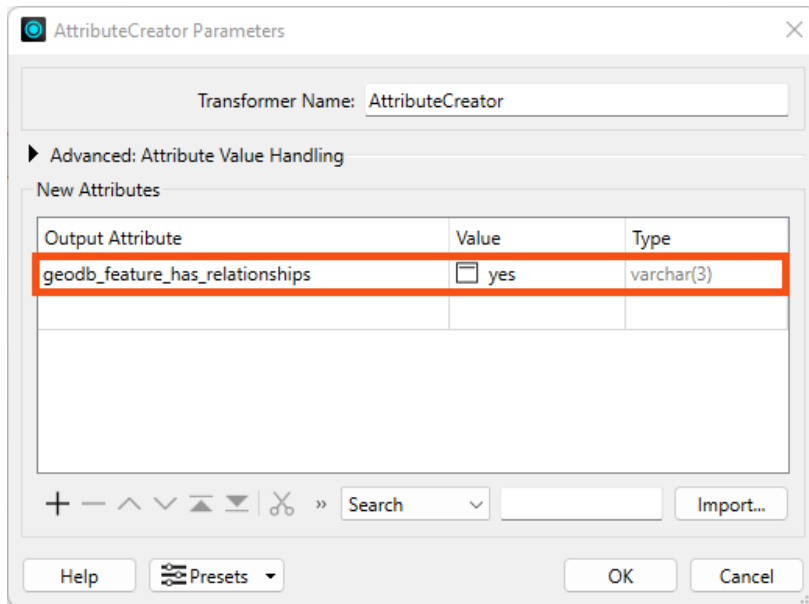 AttributeCreator Parameters
Transformer Name: AttributeCreator
Advanced: Attribute Value Handling
New Attributes
Output Attribute Value Type
geodb_feature_has_relationships yes varchar(3)
» Search Import...
Help Presets OK Cancel